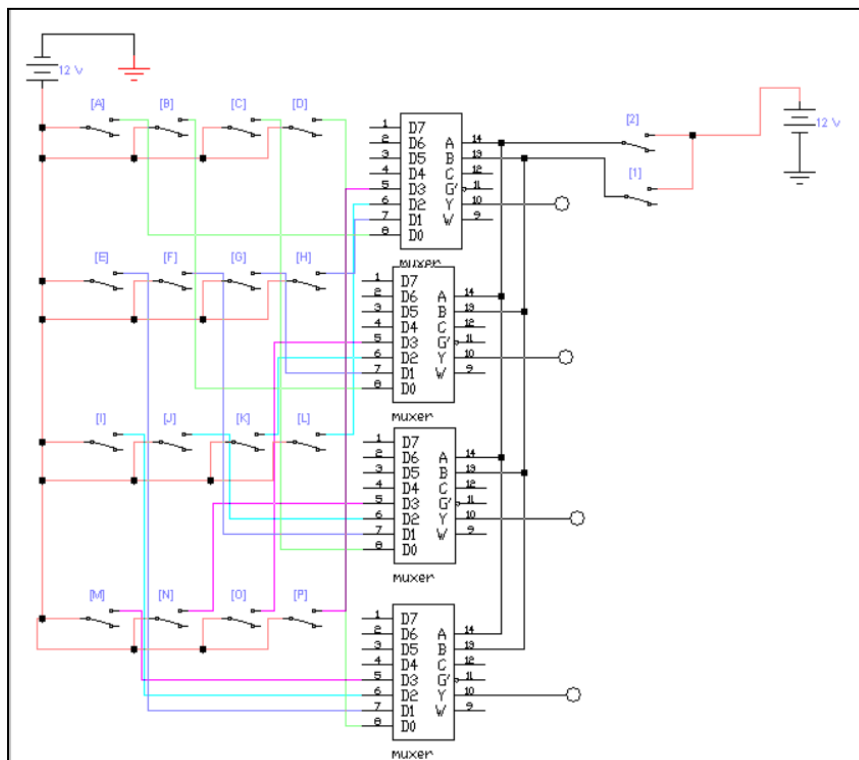 12 V
[A] [B] [C] [D]
[2]
12 V
[1]
1 D7
2 D6 A 14
3 D5 B 13
4 D4 C 12
5 D3 G' 11
6 D2 Y 10
7 D1 W 9
8 D0
muxer
[E] [F] [G] [H]
1 D7
2 D6 A 14
3 D5 B 13
4 D4 C 12
5 D3 G' 11
6 D2 Y 10
7 D1 W 9
8 D0
muxer
[I] [J] [K] [L]
1 D7
2 D6 A 14
3 D5 B 13
4 D4 C 12
5 D3 G' 11
6 D2 Y 10
7 D1 W 9
8 D0
muxer
[M] [N] [O] [P]
1 D7
2 D6 A 14
3 D5 B 13
4 D4 C 12
5 D3 G' 11
6 D2 Y 10
7 D1 W 9
8 D0
muxer